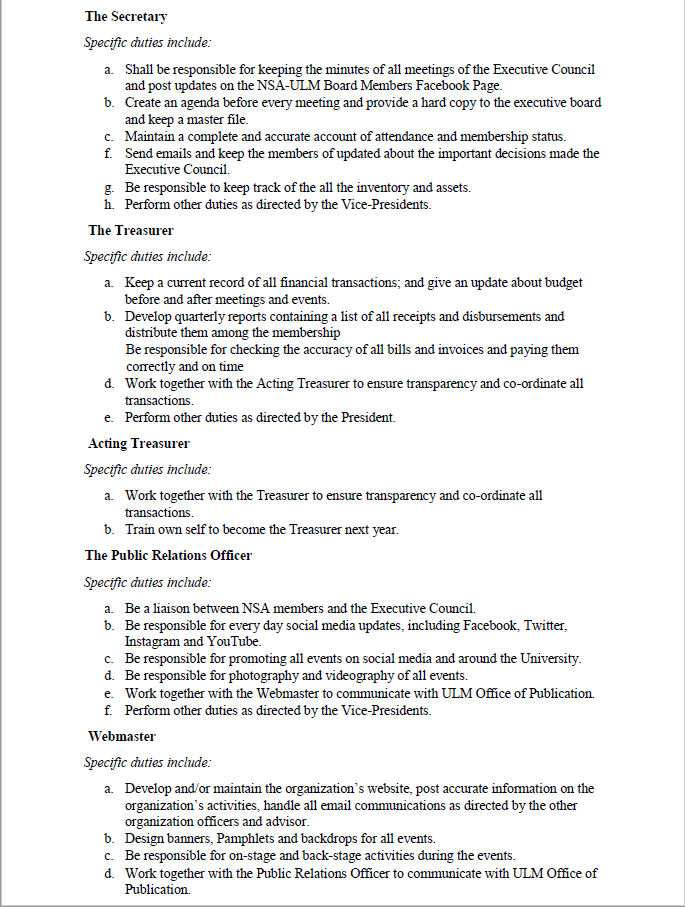 The Secretary
Specific duties include:
a. Shall be responsible for keeping the minutes of all meetings of the Executive Council
and post updates on the NSA-ULM Board Members Facebook Page.
b. Create an agenda before every meeting and provide a hard copy to the executive board
and keep a master file.
c. Maintain a complete and accurate account of attendance and membership status.
f. Send emails and keep the members of updated about the important decisions made the
Executive Council.
g. Be responsible to keep track of the all the inventory and assets.
h. Perform other duties as directed by the Vice-Presidents.
The Treasurer
Specific duties include:
a. Keep a current record of all financial transactions; and give an update about budget
before and after meetings and events.
b. Develop quarterly reports containing a list of all receipts and disbursements and
distribute them among the membership
Be responsible for checking the accuracy of all bills and invoices and paying them
correctly and on time
d. Work together with the Acting Treasurer to ensure transparency and co-ordinate all
transactions.
e. Perform other duties as directed by the President.
Acting Treasurer
Specific duties include:
a. Work together with the Treasurer to ensure transparency and co-ordinate all
transactions.
b. Train own self to become the Treasurer next year.
The Public Relations Officer
Specific duties include:
a. Be a liaison between NSA members and the Executive Council.
b. Be responsible for every day social media updates, including Facebook, Twitter,
Instagram and YouTube.
c. Be responsible for promoting all events on social media and around the University.
d. Be responsible for photography and videography of all events.
e. Work together with the Webmaster to communicate with ULM Office of Publication.
f. Perform other duties as directed by the Vice-Presidents.
Webmaster
Specific duties include:
a. Develop and/or maintain the organization’s website, post accurate information on the
organization’s activities, handle all email communications as directed by the other
organization officers and advisor.
b. Design banners, Pamphlets and backdrops for all events.
c. Be responsible for on-stage and back-stage activities during the events.
d. Work together with the Public Relations Officer to communicate with ULM Office of
Publication.